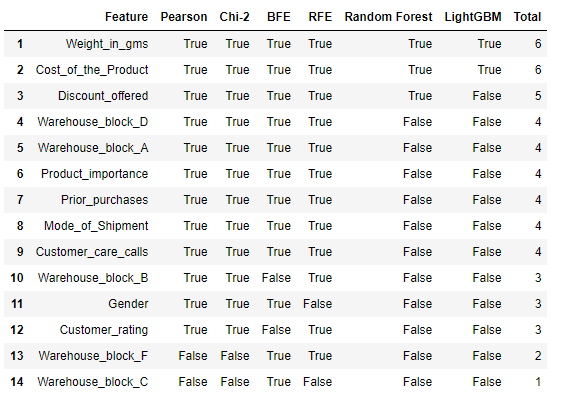 Feature Pearson Chi-2 BFE RFE Random Forest LightGBM Total
1 Weight_in_gms True True True True True True 6
2 Cost_of_the_Product True True True True True True 6
3 Discount_offered True True True True True False 5
4 Warehouse_block_D True True True True False False 4
5 Warehouse_block_A True True True True False False 4
6 Product_importance True True True True False False 4
7 Prior_purchases True True True True False False 4
8 Mode_of_Shipment True True True True False False 4
9 Customer_care_calls True True True True False False 4
10 Warehouse_block_B True True False True False False 3
11 Gender True True True False False False 3
12 Customer_rating True True False True False False 3
13 Warehouse_block_F False False True True False False 2
14 Warehouse_block_C False False True False False False 1